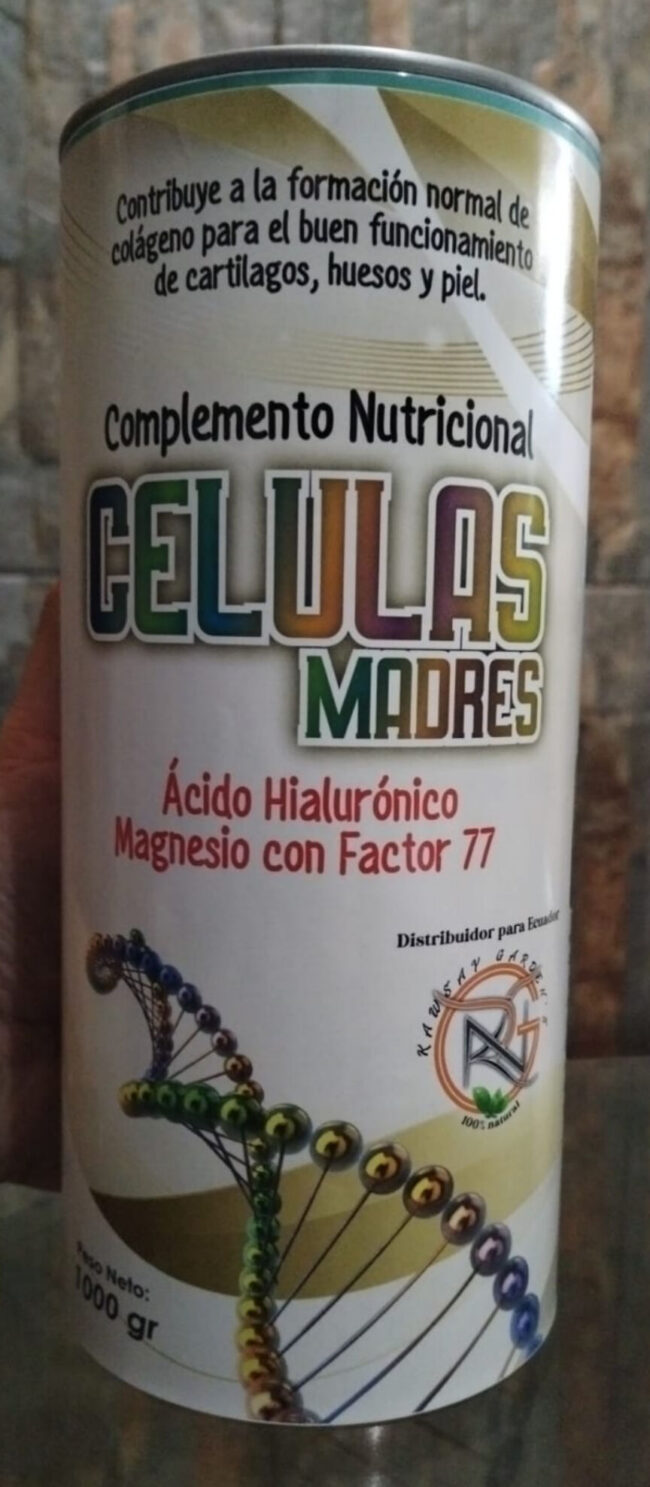 Contribuye a la formación normal de
colágeno para el buen funcionamiento
de cartilagos, huesos y piel.
Complemento Nutricional
CELULAS
MADRES
Ácido Hialurónico
Magnesio con Factor 77
Distribuidor para Ecuador
KAWSAY GARDEN'S
100% natural
Peso Neto:
1000 gr